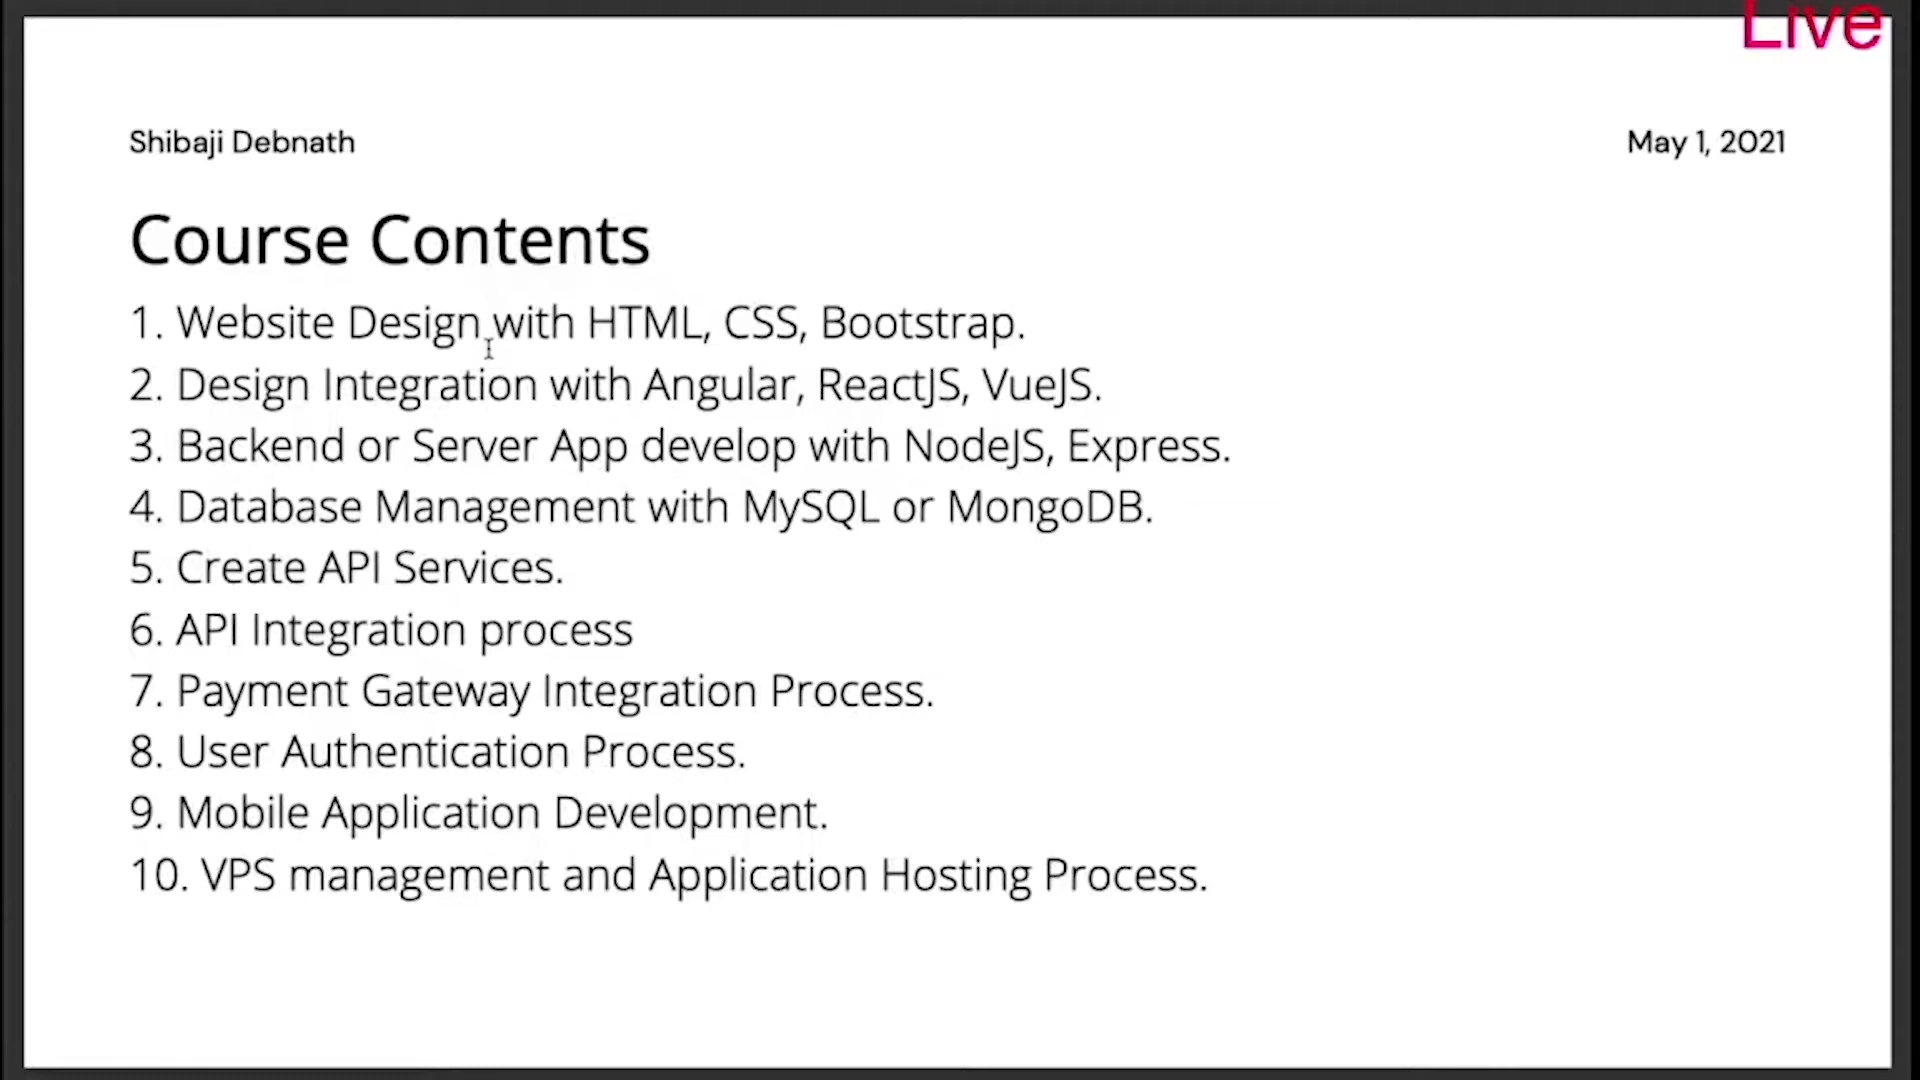 Live
Shibaji Debnath
May 1, 2021
Course Contents
1. Website Design with HTML, CSS, Bootstrap.
2. Design Integration with Angular, ReactJS, VueJS.
3. Backend or Server App develop with NodeJS, Express.
4. Database Management with MySQL or MongoDB.
5. Create API Services.
6. API Integration process
7. Payment Gateway Integration Process.
8. User Authentication Process.
9. Mobile Application Development.
10. VPS management and Application Hosting Process.